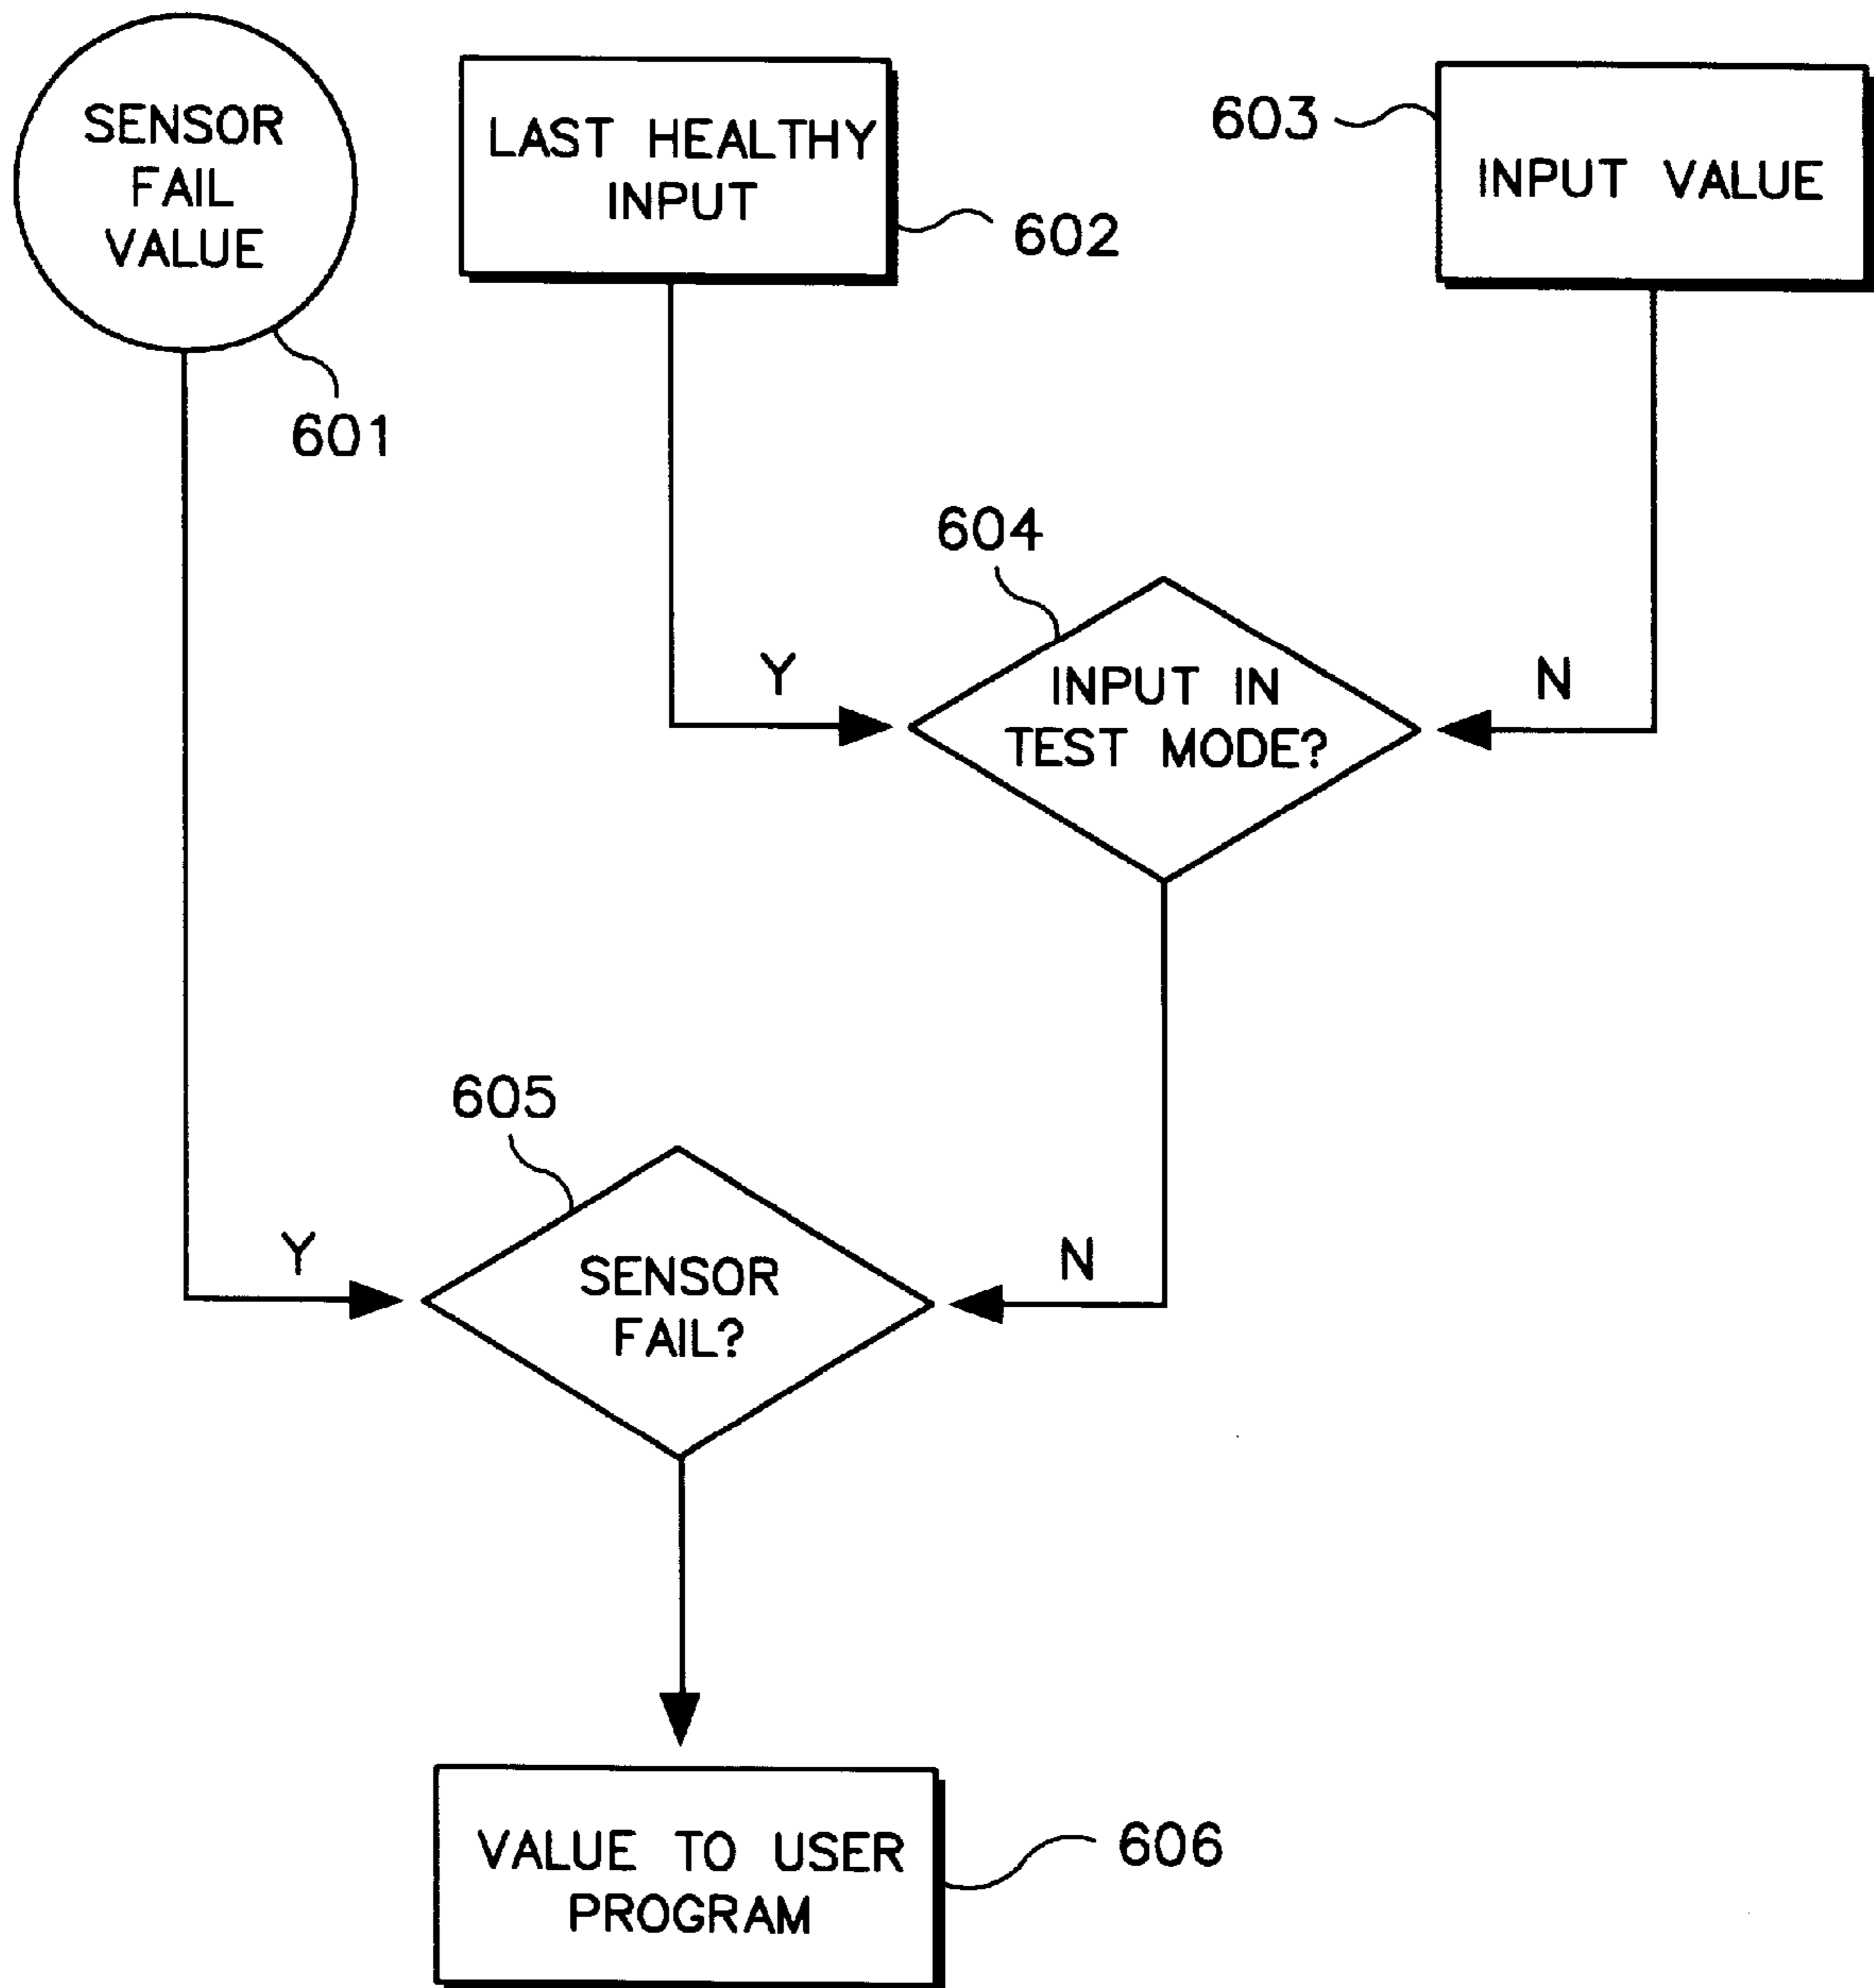 SENSOR
FAIL
VALUE
601
LAST HEALTHY
INPUT
602
603
INPUT VALUE
604
Y
INPUT IN
TEST MODE?
N
605
Y
SENSOR
FAIL?
N
VALUE TO USER
PROGRAM
606